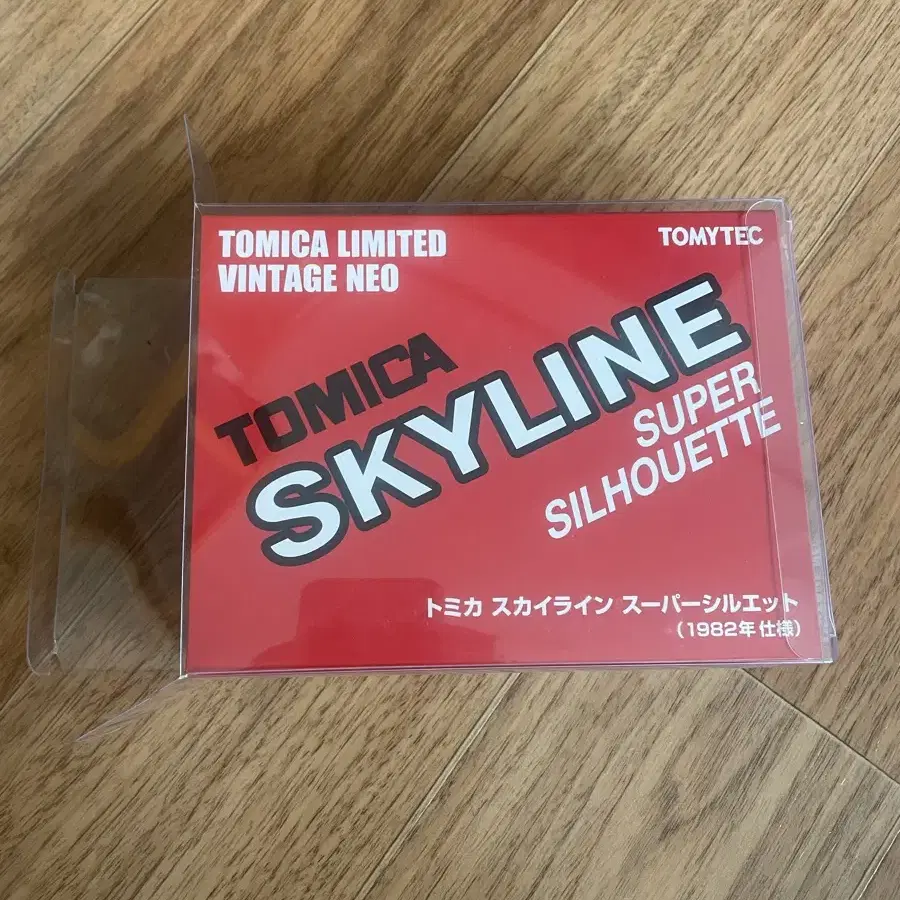 TOMICA LIMITED
VINTAGE NEO
TOMYTEC
TOMICA
SKYLINE
SUPER
SILHOUETTE
トミカ スカイライン スーパーシルエット
(1982年 仕様)